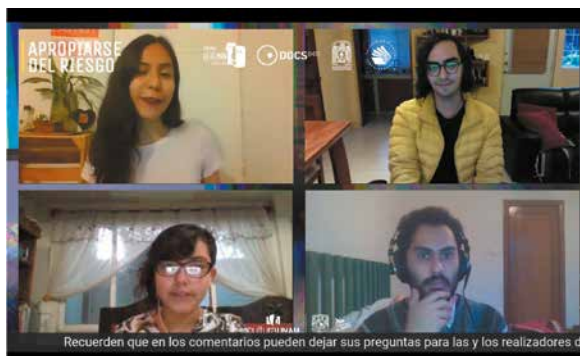 APROPIARSE
DEL RIESGO
DOCS
Recuerden que en los comentarios pueden dejar sus preguntas para las y los realizadores